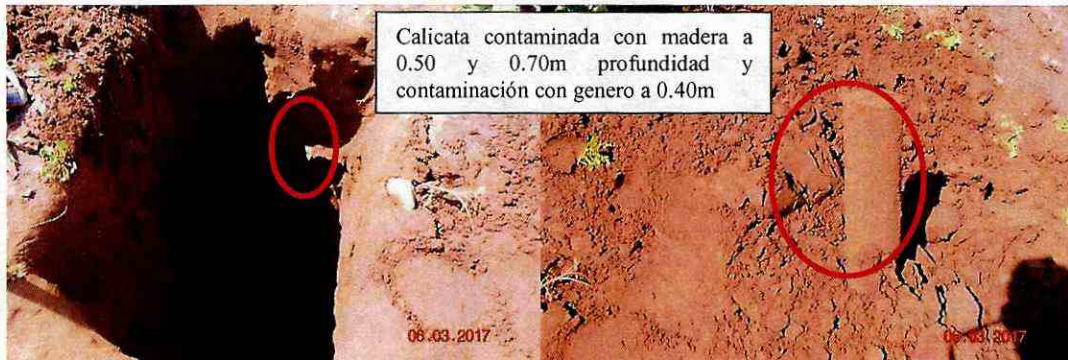 Calicata contaminada con madera a
0.50 y 0.70m profundidad y
contaminación con genero a 0.40m
06.03.2017
06.03.2017